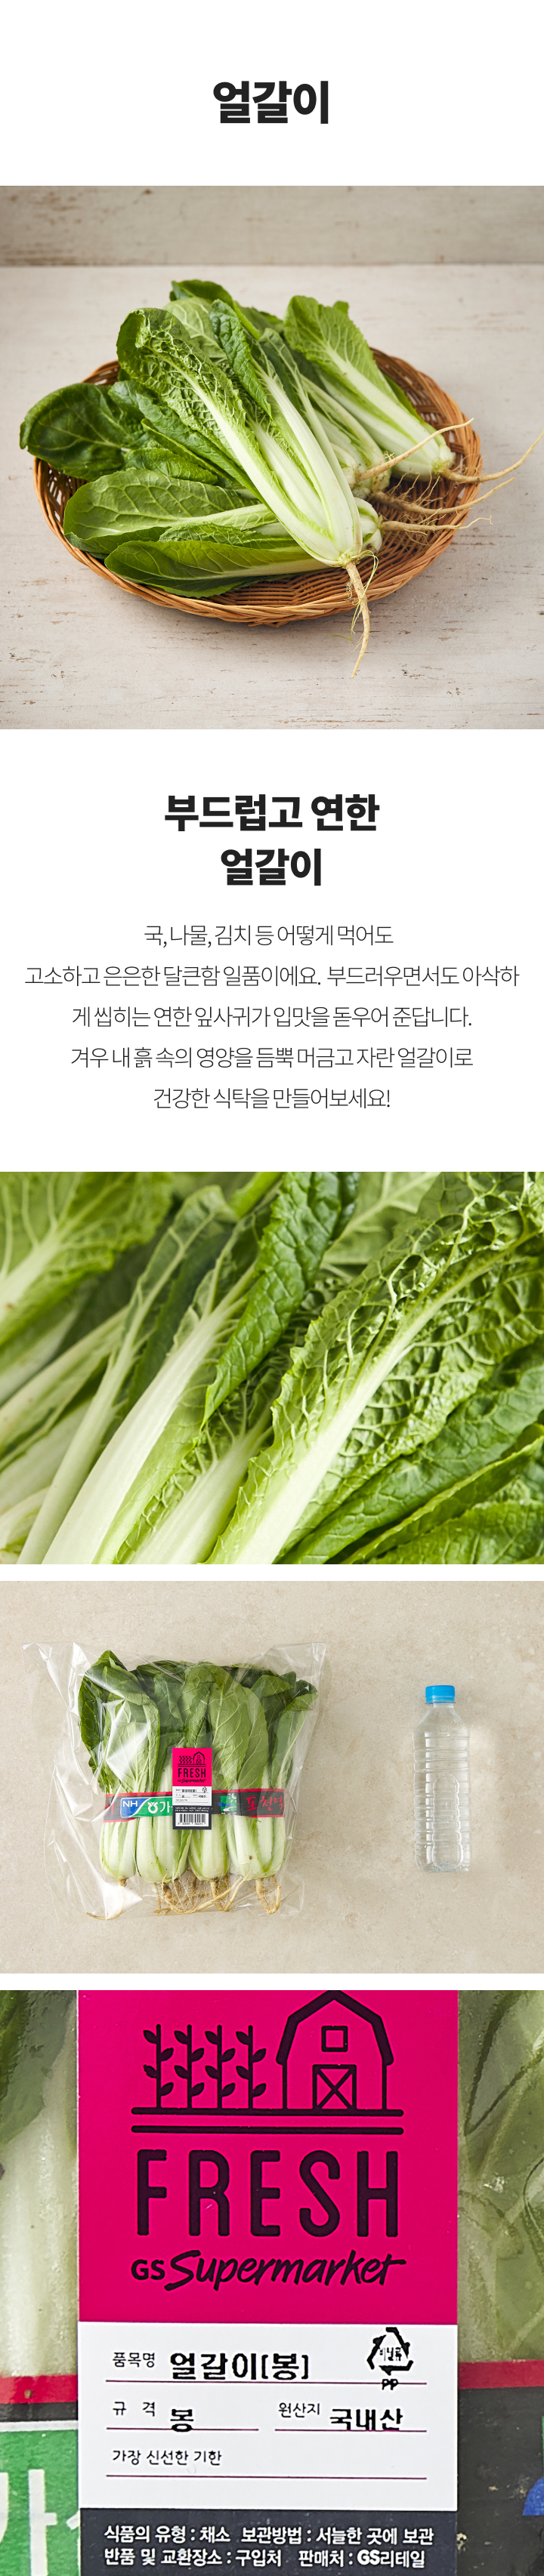 얼갈이
부드럽고 연한
얼갈이
국, 나물, 김치 등 어떻게 먹어도
고소하고 은은한 달큰함 일품이에요. 부드러우면서도 아삭하
게 씹히는 연한 잎사귀가 입맛을 돋우어 준답니다.
겨우 내 흙 속의 영양을 듬뿍 머금고 자란 얼갈이로
건강한 식탁을 만들어보세요!
FRESH
NH 농
FRESH
GS Supermarket
품목명 얼갈이[봉]
PP
규 격 봉 원산지 국내산
가장 신선한 기한
식품의 유형 : 채소 보관방법 : 서늘한 곳에 보관
반품 및 교환장소 : 구입처 판매처 : GS리테일